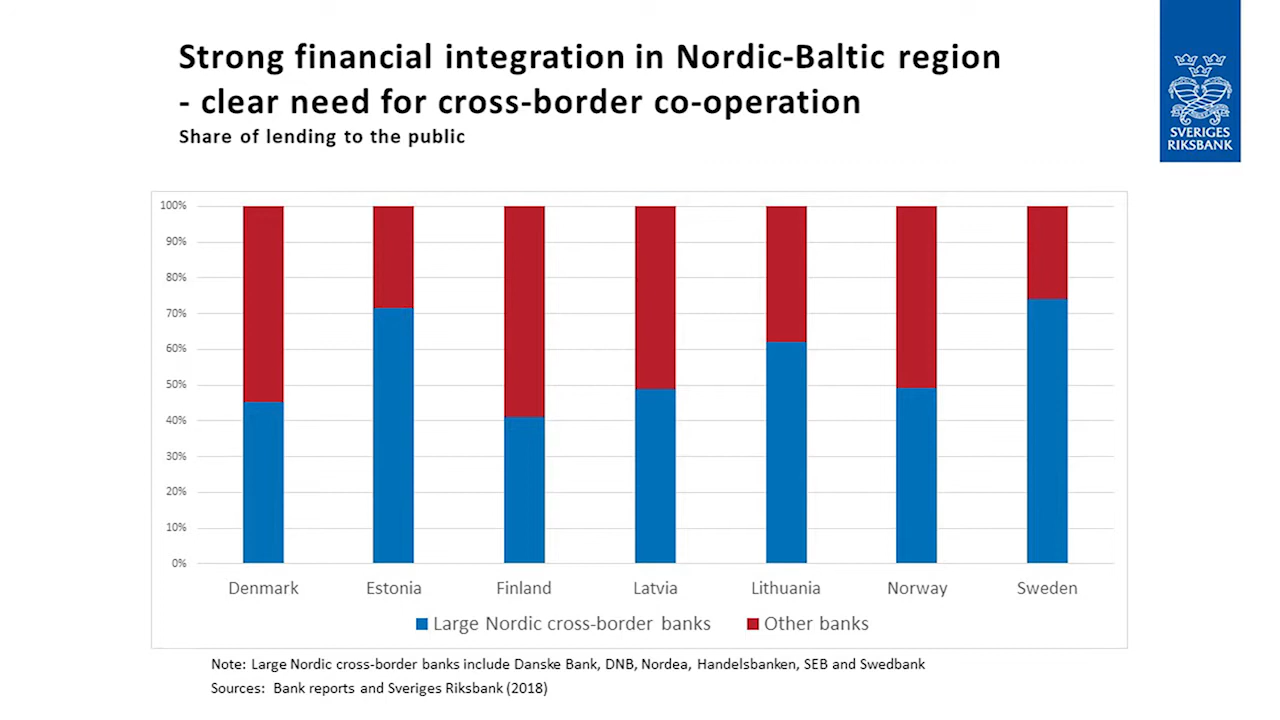 Strong financial integration in Nordic-Baltic region
- clear need for cross-border co-operation
Share of lending to the public
SVERIGES
RIKSBANK
100%
90%
80%
70%
60%
50%
40%
30%
20%
10%
0%
Denmark Estonia Finland Latvia Lithuania Norway Sweden
Large Nordic cross-border banks Other banks
Note: Large Nordic cross-border banks include Danske Bank, DNB, Nordea, Handelsbanken, SEB and Swedbank
Sources: Bank reports and Sveriges Riksbank (2018)